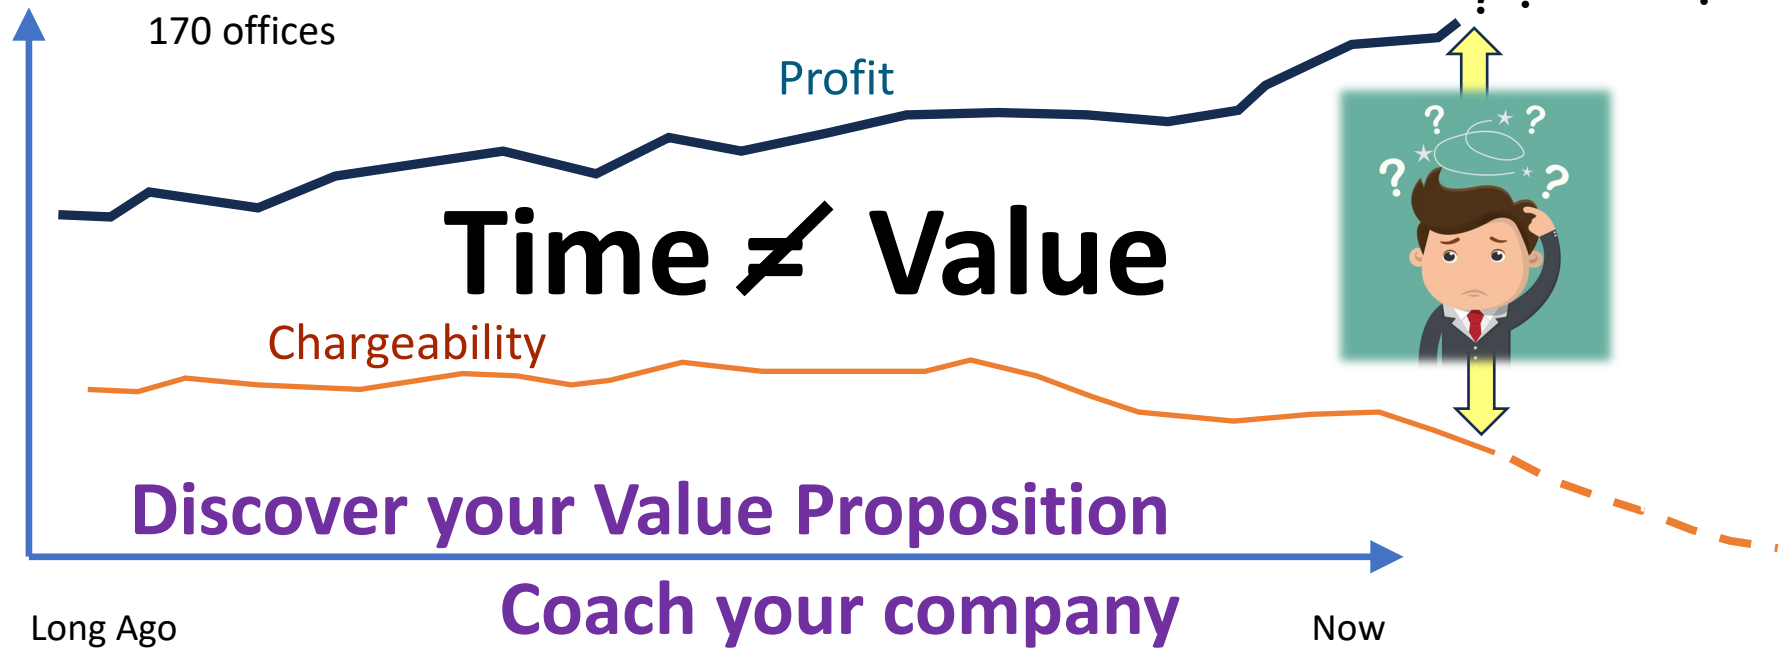 170 offices
Profit
Time ≠ Value
Chargeability
Discover your Value Proposition
Coach your company
Long Ago
Now